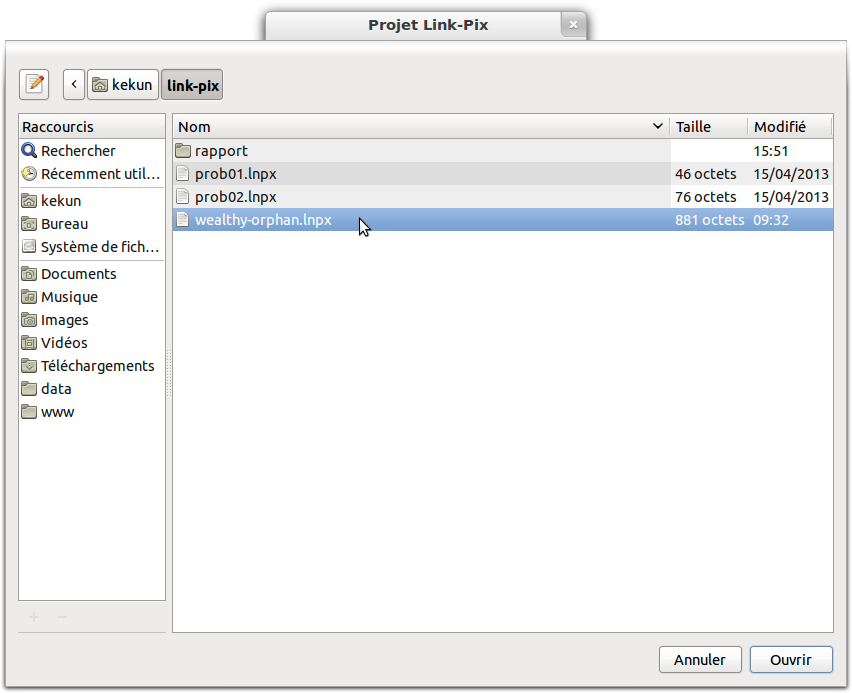 Projet Link-Pix
kekun link-pix
Raccourcis
Rechercher
Récemment util...
kekun
Bureau
Système de fich...
Documents
Musique
Images
Vidéos
Téléchargements
data
www
Nom Taille Modifié
rapport 15:51
prob01.lnpx 46 octets 15/04/2013
prob02.lnpx 76 octets 15/04/2013
wealthy-orphan.lnpx 881 octets 09:32
Annuler Ouvrir